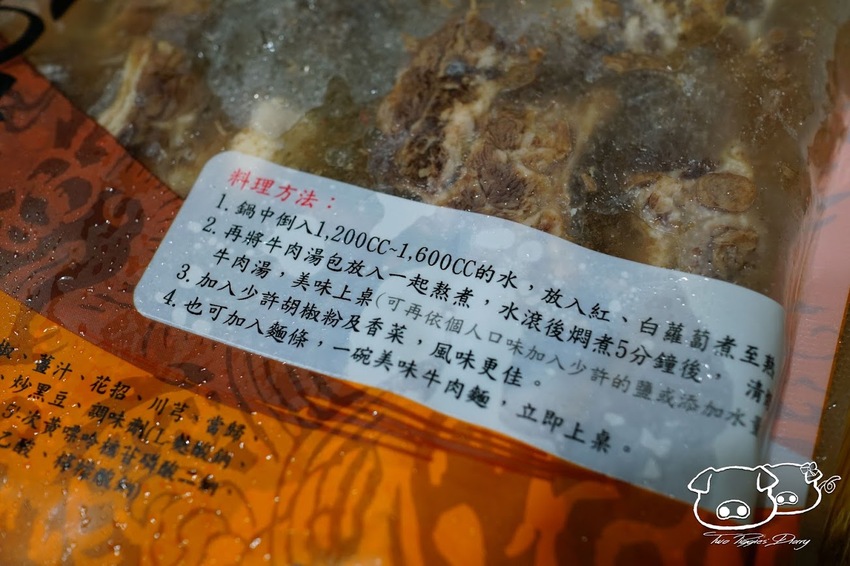 料理方法：
1. 鍋中倒入1,200CC~1,600CC的水，放入紅、白蘿蔔煮至熟
2. 再將牛肉湯包放入一起熬煮，水滾後燜煮5分鐘後，清
牛肉湯，美味上桌(可再依個人口味加入少許的鹽或添加水量
3. 加入少許胡椒粉及香菜，風味更佳。
4. 也可加入麵條，一碗美味牛肉麵，立即上桌。
椒、薑汁、花招、川芎、當歸、
炒黑豆、調味劑(L-麩酸鈉、
Two Piggies Diary